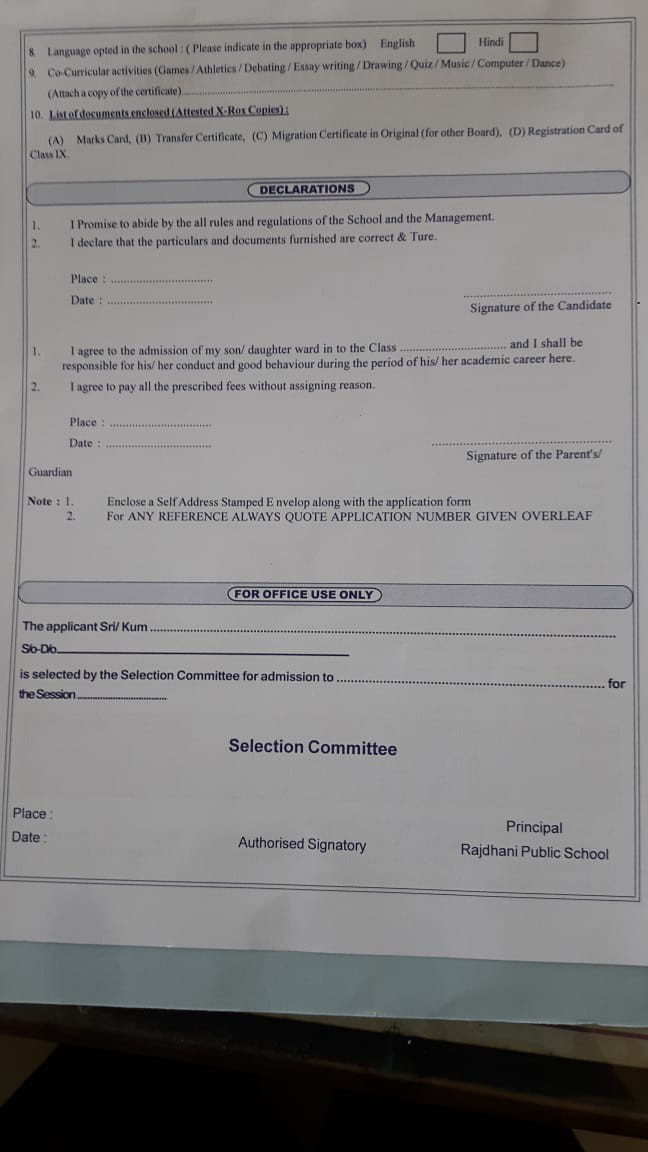 8. Language opted in the school : ( Please indicate in the appropriate box) English Hindi
9. Co-Curricular activities (Games / Athletics / Debating / Essay writing / Drawing / Quiz / Music / Computer / Dance)
(Attach a copy of the certificate)..............................
10. List of documents enclosed (Attested X-Rox Copies) :
(A) Marks Card, (B) Transfer Certificate, (C) Migration Certificate in Original (for other Board), (D) Registration Card of
Class IX.
DECLARATIONS
1. I Promise to abide by the all rules and regulations of the School and the Management.
2. I declare that the particulars and documents furnished are correct & Ture.
Place : .................................
Date : ..................................
Signature of the Candidate
1. I agree to the admission of my son/ daughter ward in to the Class .................................. and I shall be
responsible for his/ her conduct and good behaviour during the period of his/ her academic career here.
2. I agree to pay all the prescribed fees without assigning reason.
Place : .................................
Date : ..................................
Signature of the Parent's/
Guardian
Note : 1. Enclose a Self Address Stamped E nvelop along with the application form
2. For ANY REFERENCE ALWAYS QUOTE APPLICATION NUMBER GIVEN OVERLEAF
FOR OFFICE USE ONLY
The applicant Sri/ Kum ..............................
S/o-D/o
is selected by the Selection Committee for admission to .............................. for
the Session ..............................
Selection Committee
Place :
Date :
Authorised Signatory
Principal
Rajdhani Public School